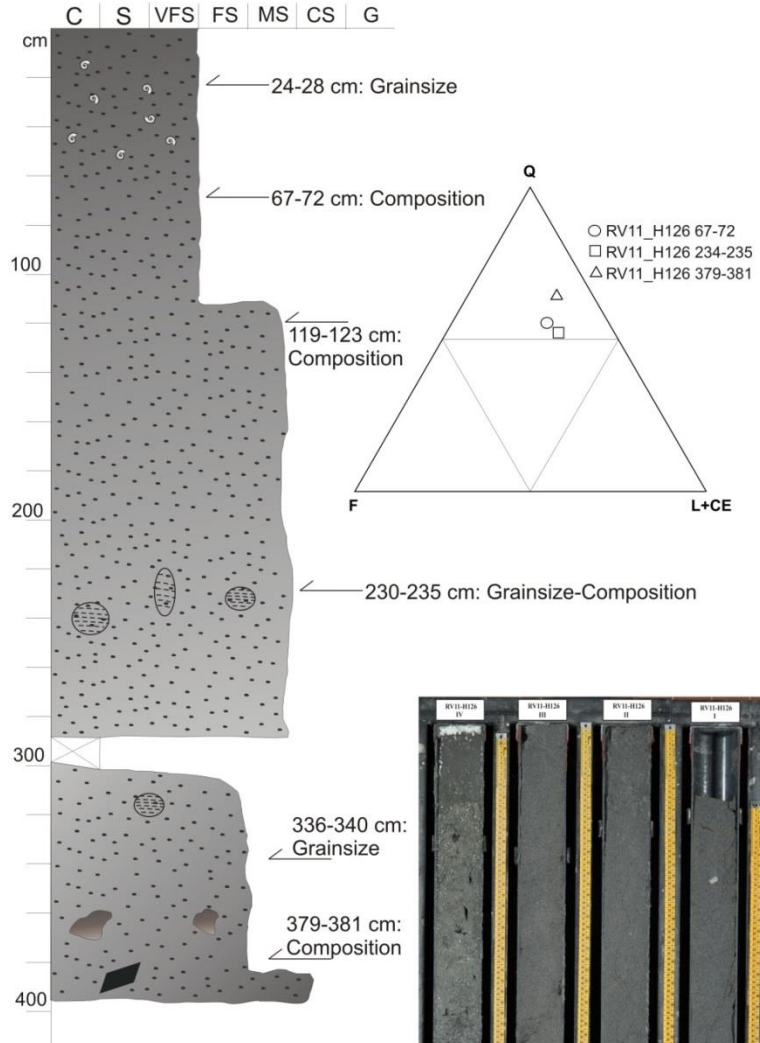 C S VFS FS MS CS G
cm
24-28 cm: Grainsize
67-72 cm: Composition
100
119-123 cm:
Composition
200
230-235 cm: Grainsize-Composition
300
336-340 cm:
Grainsize
379-381 cm:
Composition
400
Q
RV11_H126 67-72
RV11_H126 234-235
RV11_H126 379-381
F
L+CE
RV11-H126
IV
RV11-H126
III
RV11-H126
II
RV11-H126
I